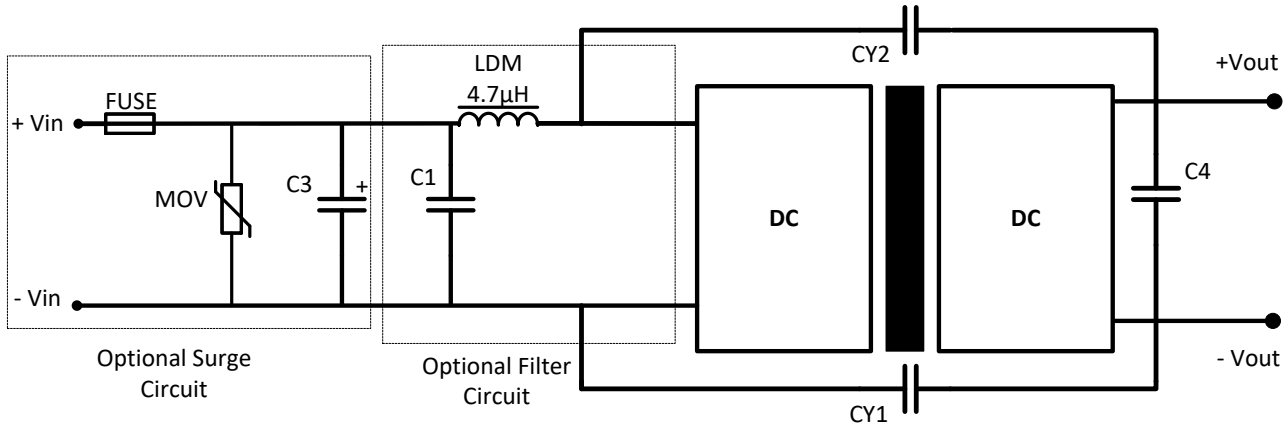 CY2
LDM
4.7µH
+Vout
FUSE
+ Vin
MOV
C3
+
C1
DC
DC
C4
- Vin
- Vout
Optional Surge
Circuit
Optional Filter
Circuit
CY1